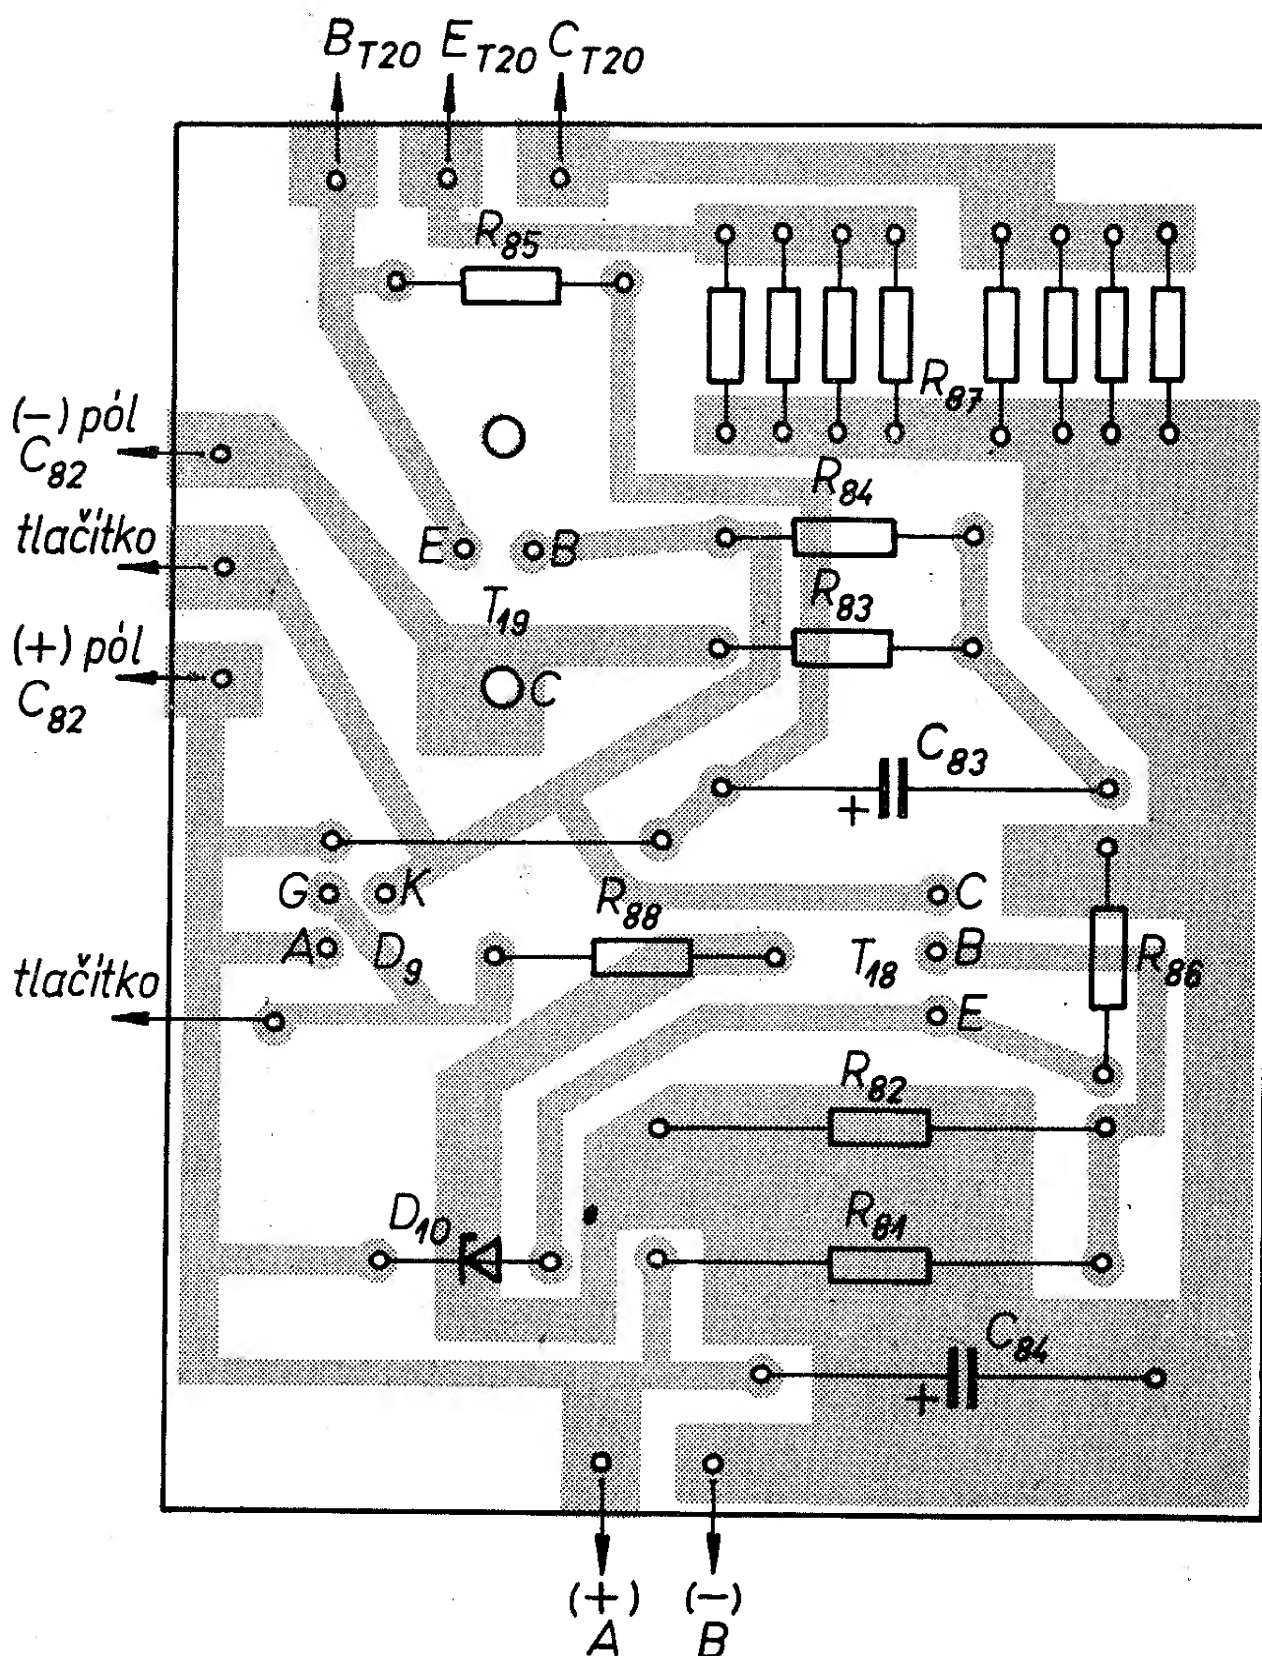 B T20 E T20 C T20
R85
R87
(-) pól
C82
R84
tlačítko
E B
T19
R83
(+) pól
C82
C
C83
+
G K
C
R88
A D9
T18 B
R86
tlačítko
E
R82
D10
R81
C84
+
(+) (-)
A B